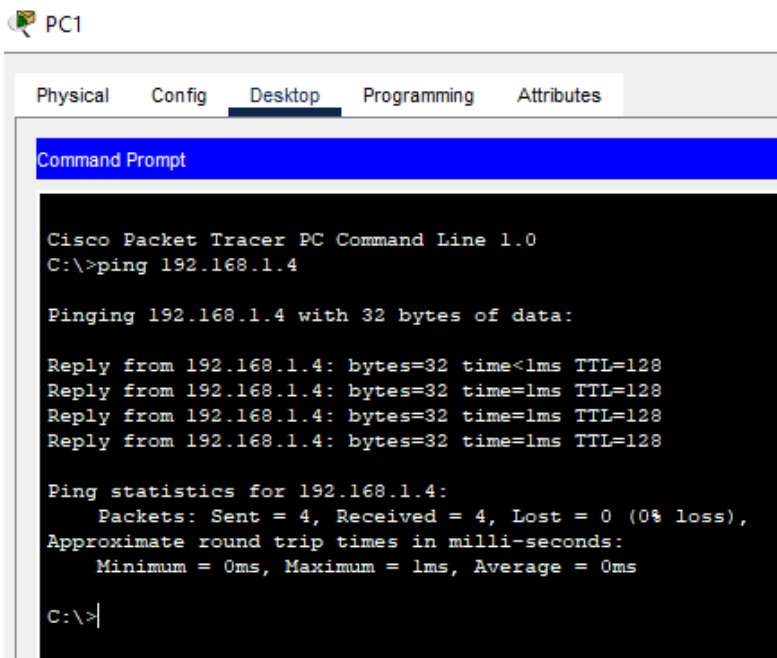 PC1
Physical Config Desktop Programming Attributes
Command Prompt
Cisco Packet Tracer PC Command Line 1.0
C:\>ping 192.168.1.4
Pinging 192.168.1.4 with 32 bytes of data:
Reply from 192.168.1.4: bytes=32 time<1ms TTL=128
Reply from 192.168.1.4: bytes=32 time=1ms TTL=128
Reply from 192.168.1.4: bytes=32 time=1ms TTL=128
Reply from 192.168.1.4: bytes=32 time=1ms TTL=128
Ping statistics for 192.168.1.4:
Packets: Sent = 4, Received = 4, Lost = 0 (0% loss),
Approximate round trip times in milli-seconds:
Minimum = 0ms, Maximum = 1ms, Average = 0ms
C:\>